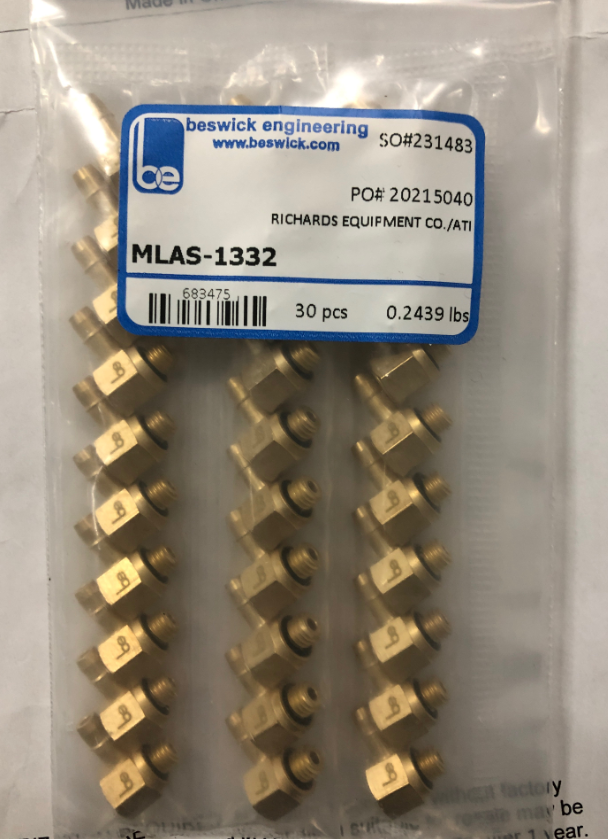 Made in
be
beswick engineering
www.beswick.com
SO#231483
PO# 20215040
RICHARDS EQUIPMENT CO./ATI
MLAS-1332
683475
30 pcs
0.2439 lbs
factory
may be
year.